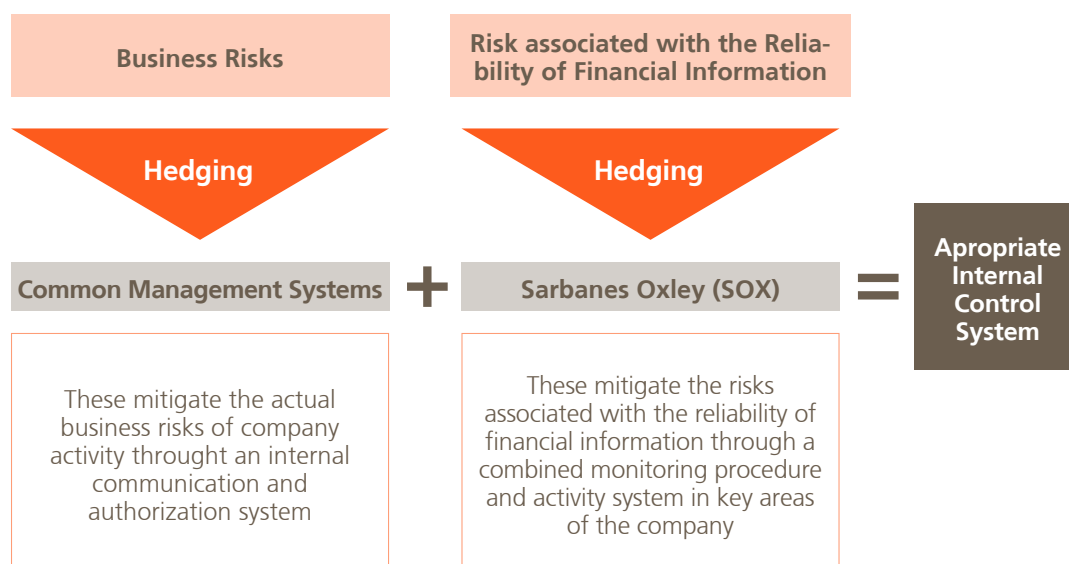 Business Risks
Risk associated with the Relia-
bility of Financial Information
Hedging
Hedging
Common Management Systems
+
Sarbanes Oxley (SOX)
=
Apropriate
Internal
Control
System
These mitigate the actual
business risks of company
activity throught an internal
communication and
authorization system
These mitigate the risks
associated with the reliability of
financial information through a
combined monitoring procedure
and activity system in key areas
of the company